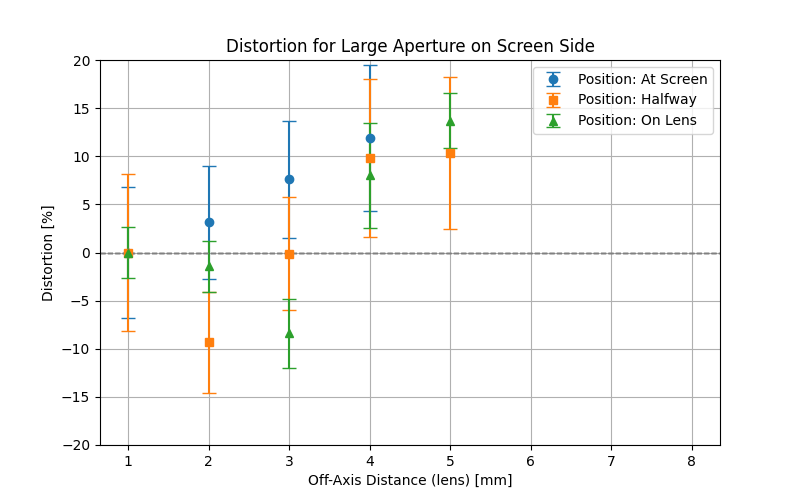 Distortion for Large Aperture on Screen Side
Position: At Screen
Position: Halfway
Position: On Lens
Distortion [%]
20
15
10
5
0
−5
−10
−15
−20
1 2 3 4 5 6 7 8
Off-Axis Distance (lens) [mm]